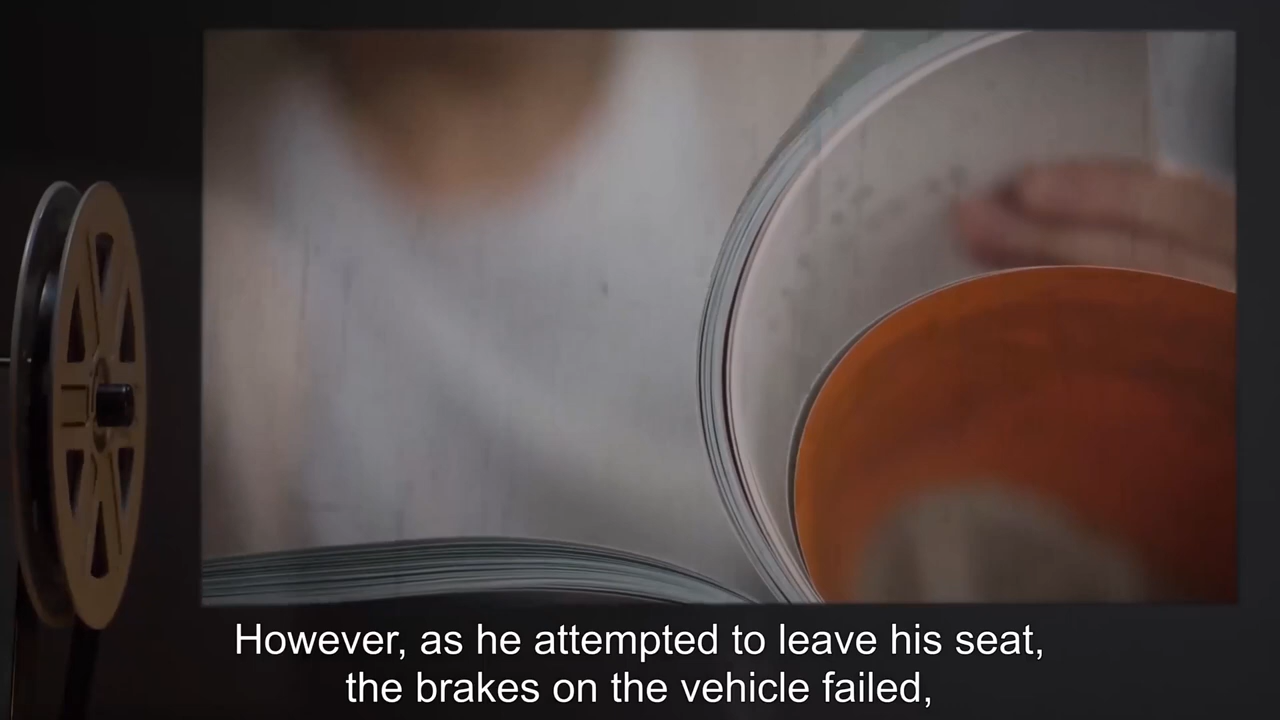 However, as he attempted to leave his seat,
the brakes on the vehicle failed,